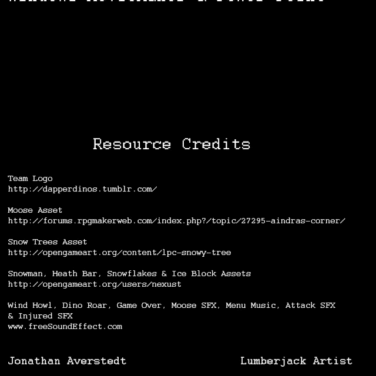 Resource Credits
Team Logo
http://dapperdinos.tumblr.com/
Moose Asset
http://forums.rpgmakerweb.com/index.php?/topic/27295-aindras-corner/
Snow Trees Asset
http://opengameart.org/content/lpc-snowy-tree
Snowman, Heath Bar, Snowflakes & Ice Block Assets
http://opengameart.org/users/nexust
Wind Howl, Dino Roar, Game Over, Moose SFX, Menu Music, Attack SFX
& Injured SFX
www.freeSoundEffect.com
Jonathan Averstedt Lumberjack Artist